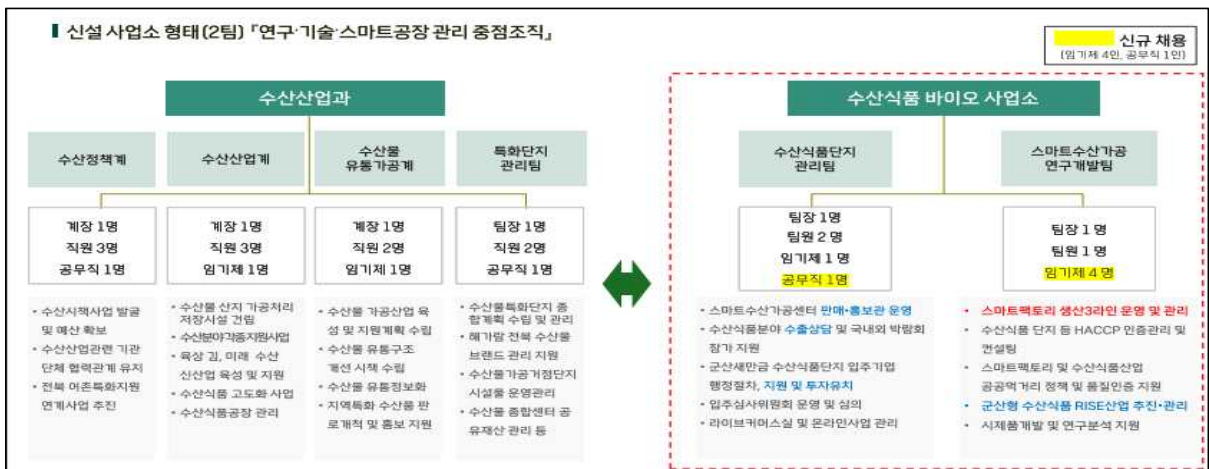 신설 사업소 형태(2팀) 『연구·기술·스마트공장 관리 중점조직』
신규 채용
(임기제 4인, 공무직 1인)
수산산업과
수산정책계
수산산업계
수산물
유통가공계
특화단지
관리팀
계장 1명
직원 3명
공무직 1명
계장 1명
직원 3명
임기제 1명
계장 1명
직원 2명
임기제 1명
팀장 1명
직원 2명
공무직 1명
• 수산시책사업 발굴
및 예산 확보
• 수산산업관련 기관
단체 협력관계 유지
• 전북 어촌특화지원
연계사업 추진
• 수산물 산지 가공처리
저장시설 건립
• 수산분야각종지원사업
• 육상 김, 미래 수산
신산업 육성 및 지원
• 수산식품 고도화 사업
• 수산식품공장 관리
• 수산물 가공산업 육
성 및 지원계획 수립
• 수산물 유통구조
개선 시책 수립
• 수산물 유통정보화
• 지역특화 수산물 판
로개척 및 홍보 지원
• 수산물특화단지 종
합계획 수립 및 관리
• 해가람 전북 수산물
브랜드 관리 지원
• 수산물가공거점단지
시설물 운영관리
• 수산물 종합센터 공
유재산 관리 등
수산식품 바이오 사업소
수산식품단지
관리팀
스마트수산가공
연구개발팀
팀장 1명
팀원 2 명
임기제 1 명
공무직 1명
팀장 1 명
팀원 1 명
임기제 4 명
• 스마트수산가공센터 판매·홍보관 운영
• 수산식품분야 수출상담 및 국내외 박람회
참가 지원
• 군산새만금 수산식품단지 입주기업
행정절차, 지원 및 투자유치
• 입주심사위원회 운영 및 심의
• 라이브커머스실 및 온라인사업 관리
• 스마트팩토리 생산3라인 운영 및 관리
• 수산식품 단지 등 HACCP 인증관리 및
컨설팅
• 스마트팩토리 및 수산식품산업
공공먹거리 정책 및 품질인증 지원
• 군산형 수산식품 RISE산업 추진·관리
• 시제품개발 및 연구분석 지원